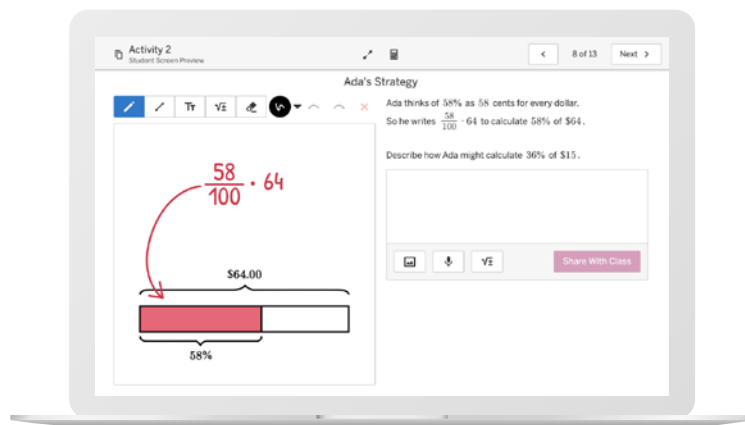 Activity 2
Student Screen Preview
8 of 13
Next >
Ada's Strategy
Tт
√±
Ada thinks of 58% as 58 cents for every dollar.
So he writes 58/100 · 64 to calculate 58% of $64.
Describe how Ada might calculate 36% of $15.
58/100 · 64
$64.00
58%
√±
Share With Class